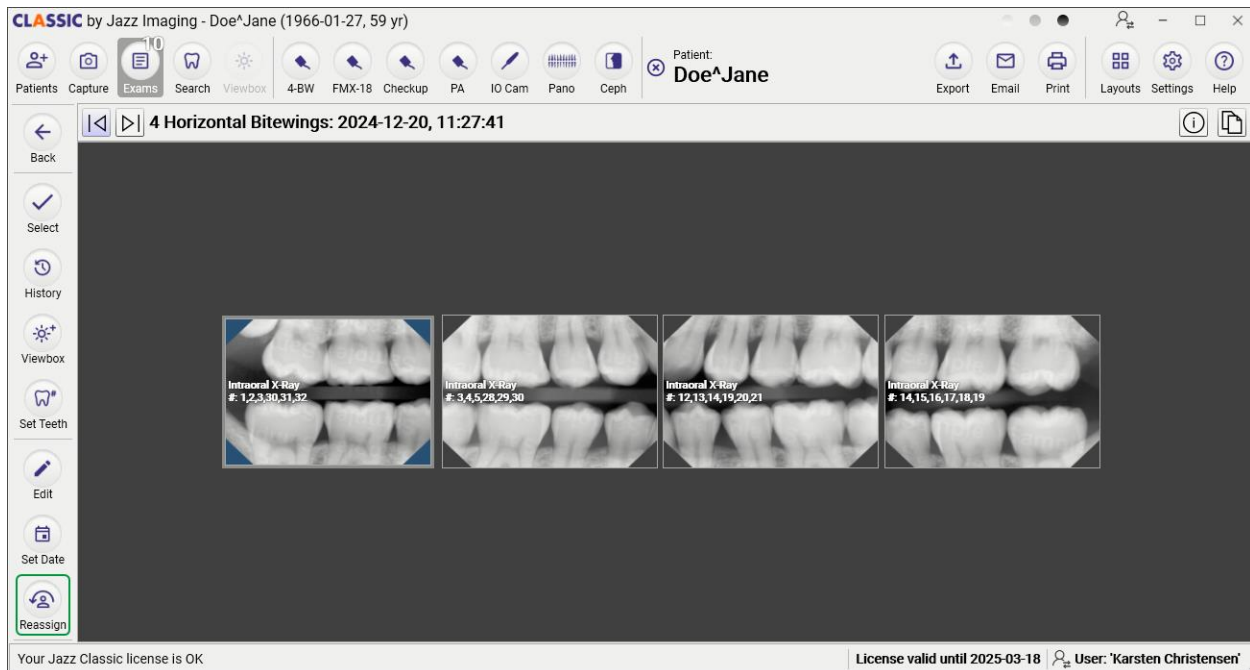 CLASSIC by Jazz Imaging - Doe^Jane (1966-01-27, 59 yr)
Patients
Capture
10
Exams
Search
Viewbox
4-BW
FMX-18
Checkup
PA
IO Cam
Pano
Ceph
Patient:
Doe^Jane
Export
Email
Print
Layouts
Settings
Help
4 Horizontal Bitewings: 2024-12-20, 11:27:41
Back
Select
History
Viewbox
Set Teeth
Edit
Set Date
Reassign
Intraoral X-Ray
#: 1,2,3,30,31,32
Intraoral X-Ray
#: 3,4,5,28,29,30
Intraoral X-Ray
#: 12,13,14,19,20,21
Intraoral X-Ray
#: 14,15,16,17,18,19
Your Jazz Classic license is OK
License valid until 2025-03-18
User: 'Karsten Christensen'